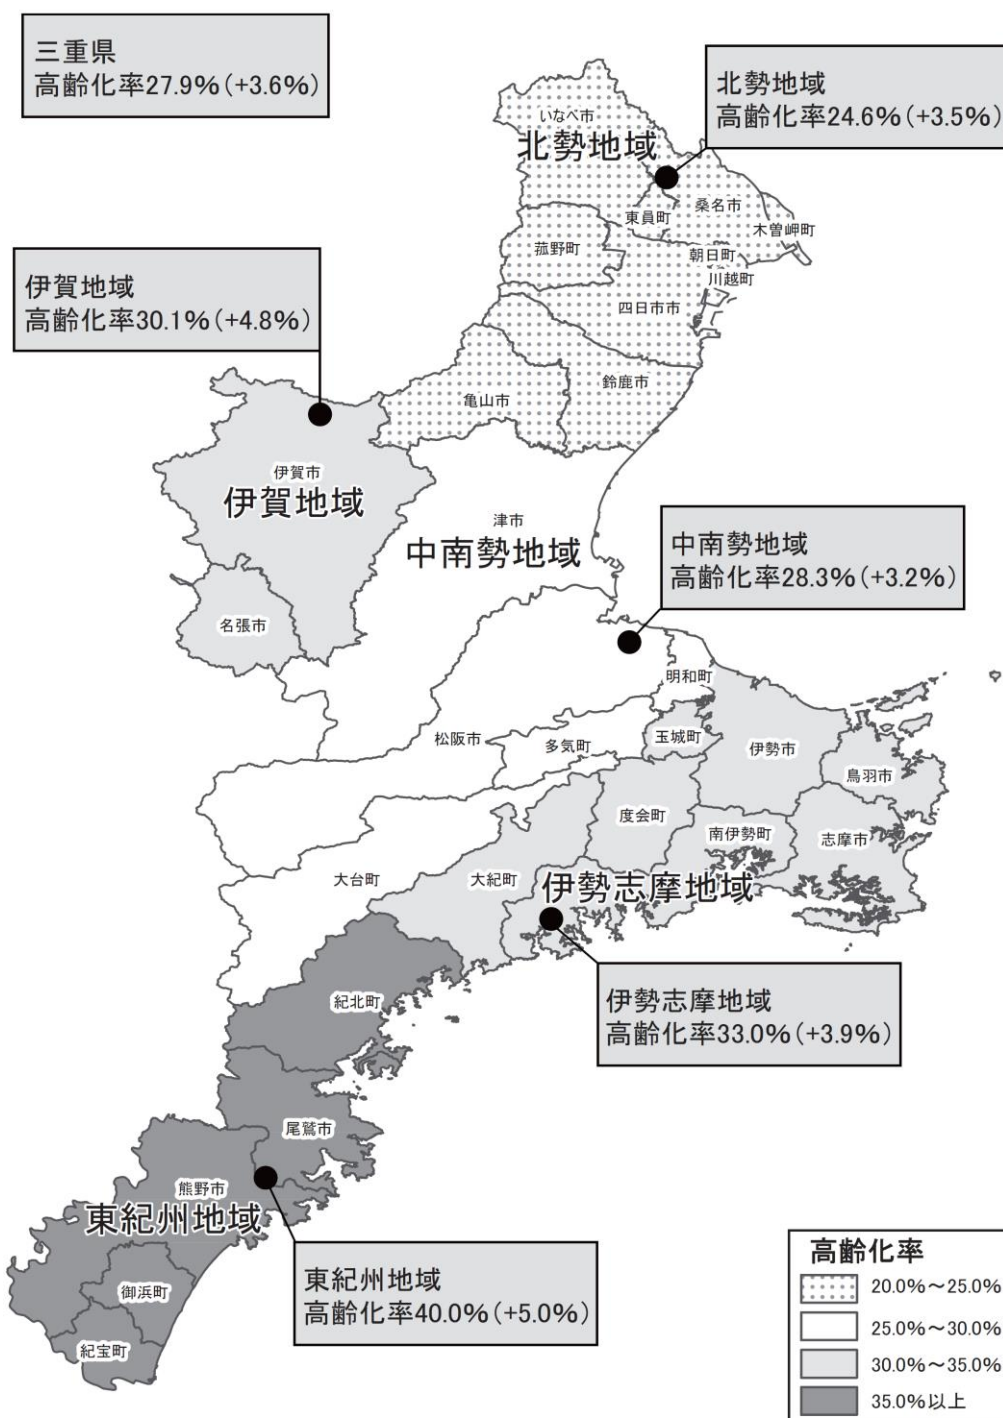 三重県
高齢化率27.9%(+3.6%)
北勢地域
高齢化率24.6%(+3.5%)
いなべ市
北勢地域
桑名市
東員町
木曽岬町
菰野町
朝日町
川越町
四日市市
伊賀地域
高齢化率30.1%(+4.8%)
鈴鹿市
亀山市
伊賀市
伊賀地域
津市
中南勢地域
中南勢地域
高齢化率28.3%(+3.2%)
名張市
明和町
松阪市
多気町
玉城町
伊勢市
鳥羽市
度会町
南伊勢町
志摩市
大台町
大紀町
伊勢志摩地域
伊勢志摩地域
高齢化率33.0%(+3.9%)
紀北町
尾鷲市
熊野市
東紀州地域
御浜町
紀宝町
東紀州地域
高齢化率40.0%(+5.0%)
高齢化率
20.0%～25.0%
25.0%～30.0%
30.0%～35.0%
35.0%以上